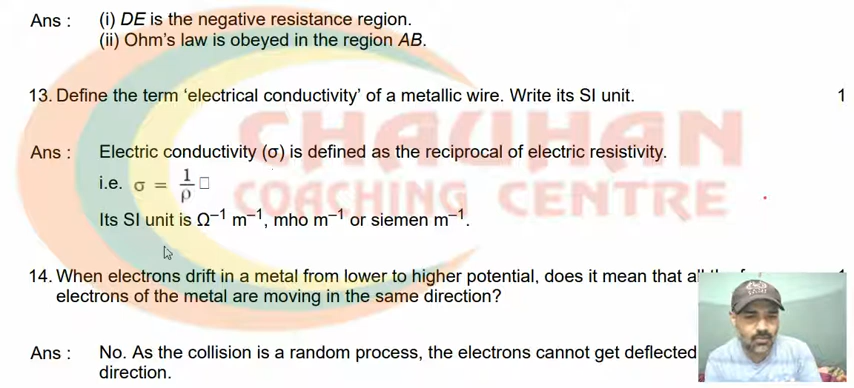 Ans : (i) DE is the negative resistance region.
(ii) Ohm's law is obeyed in the region AB.
13. Define the term 'electrical conductivity' of a metallic wire. Write its SI unit. 1
Ans : Electric conductivity (σ) is defined as the reciprocal of electric resistivity.
i.e. σ = 1/ρ
Its SI unit is Ω⁻¹ m⁻¹, mho m⁻¹ or siemen m⁻¹.
14. When electrons drift in a metal from lower to higher potential, does it mean that
electrons of the metal are moving in the same direction?
Ans : No. As the collision is a random process, the electrons cannot get deflected
direction.
CHAUHAN
COACHING CENTRE